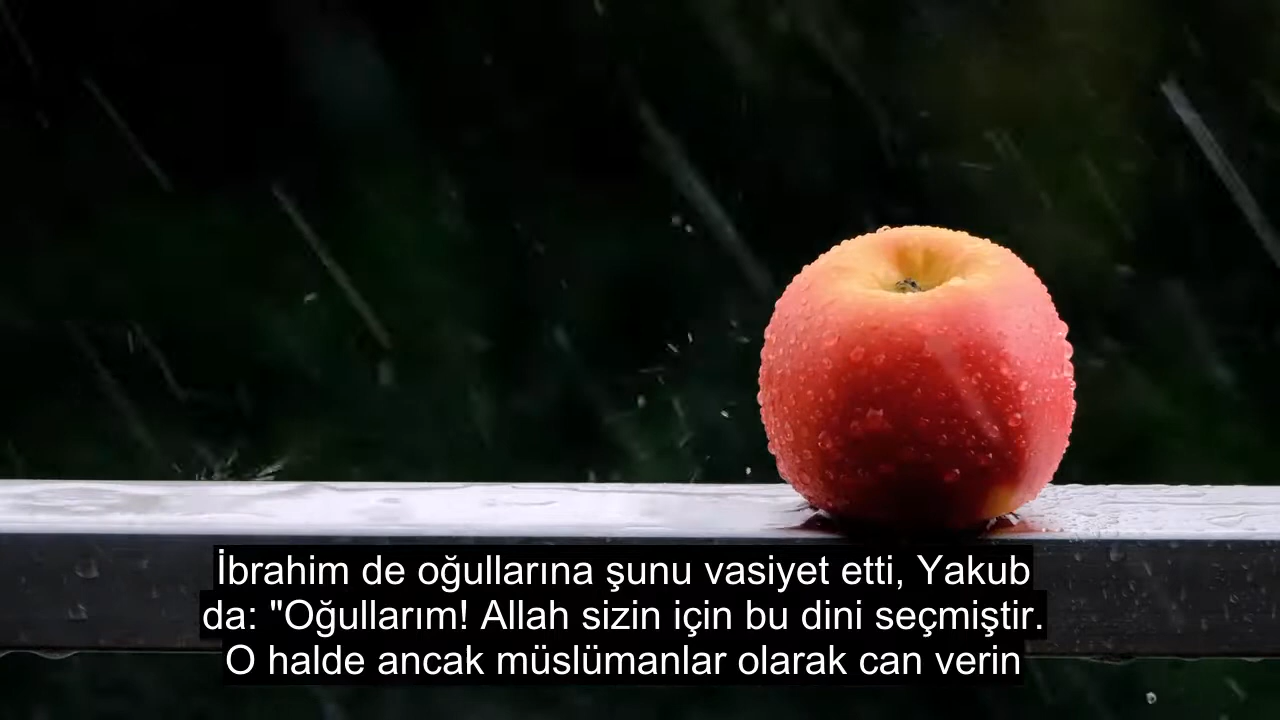 İbrahim de oğullarına şunu vasiyet etti, Yakub
da: "Oğullarım! Allah sizin için bu dini seçmiştir.
O halde ancak müslümanlar olarak can verin